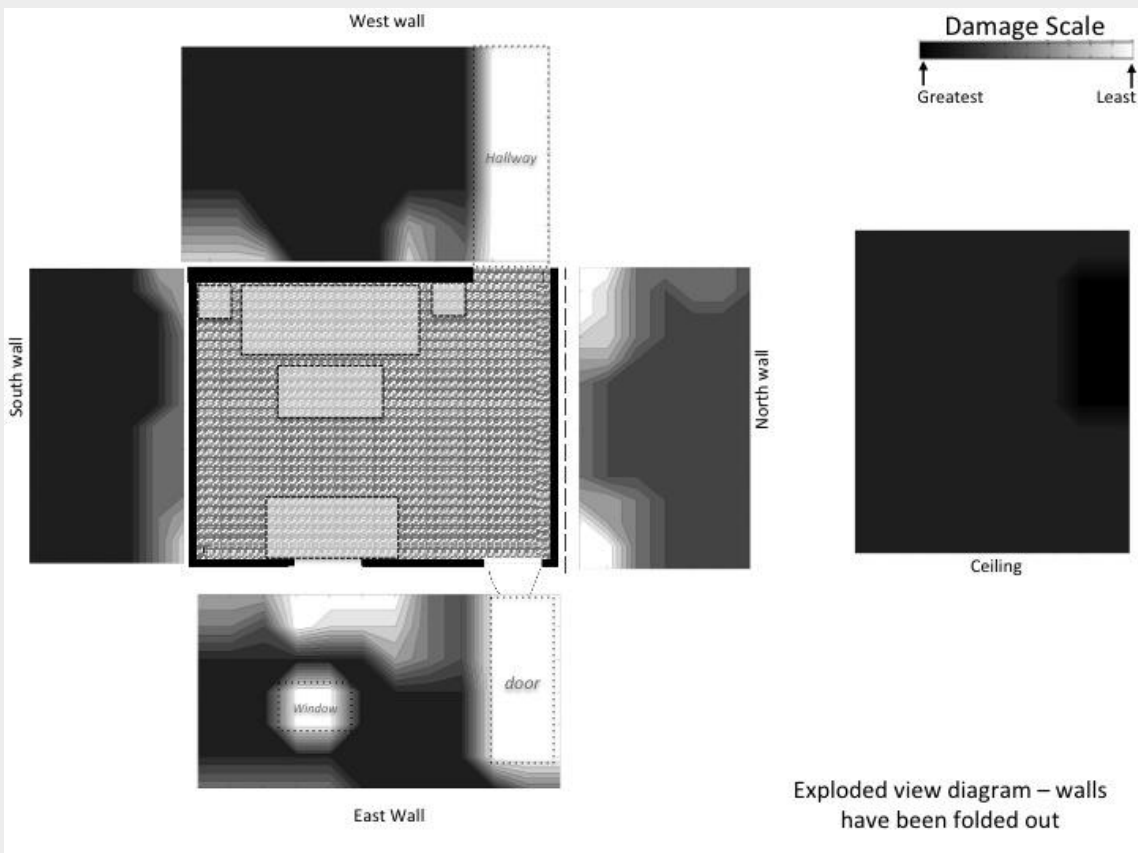 West wall
Damage Scale
Greatest
Least
Hallway
South wall
North wall
Ceiling
Window
door
East Wall
Exploded view diagram – walls
have been folded out